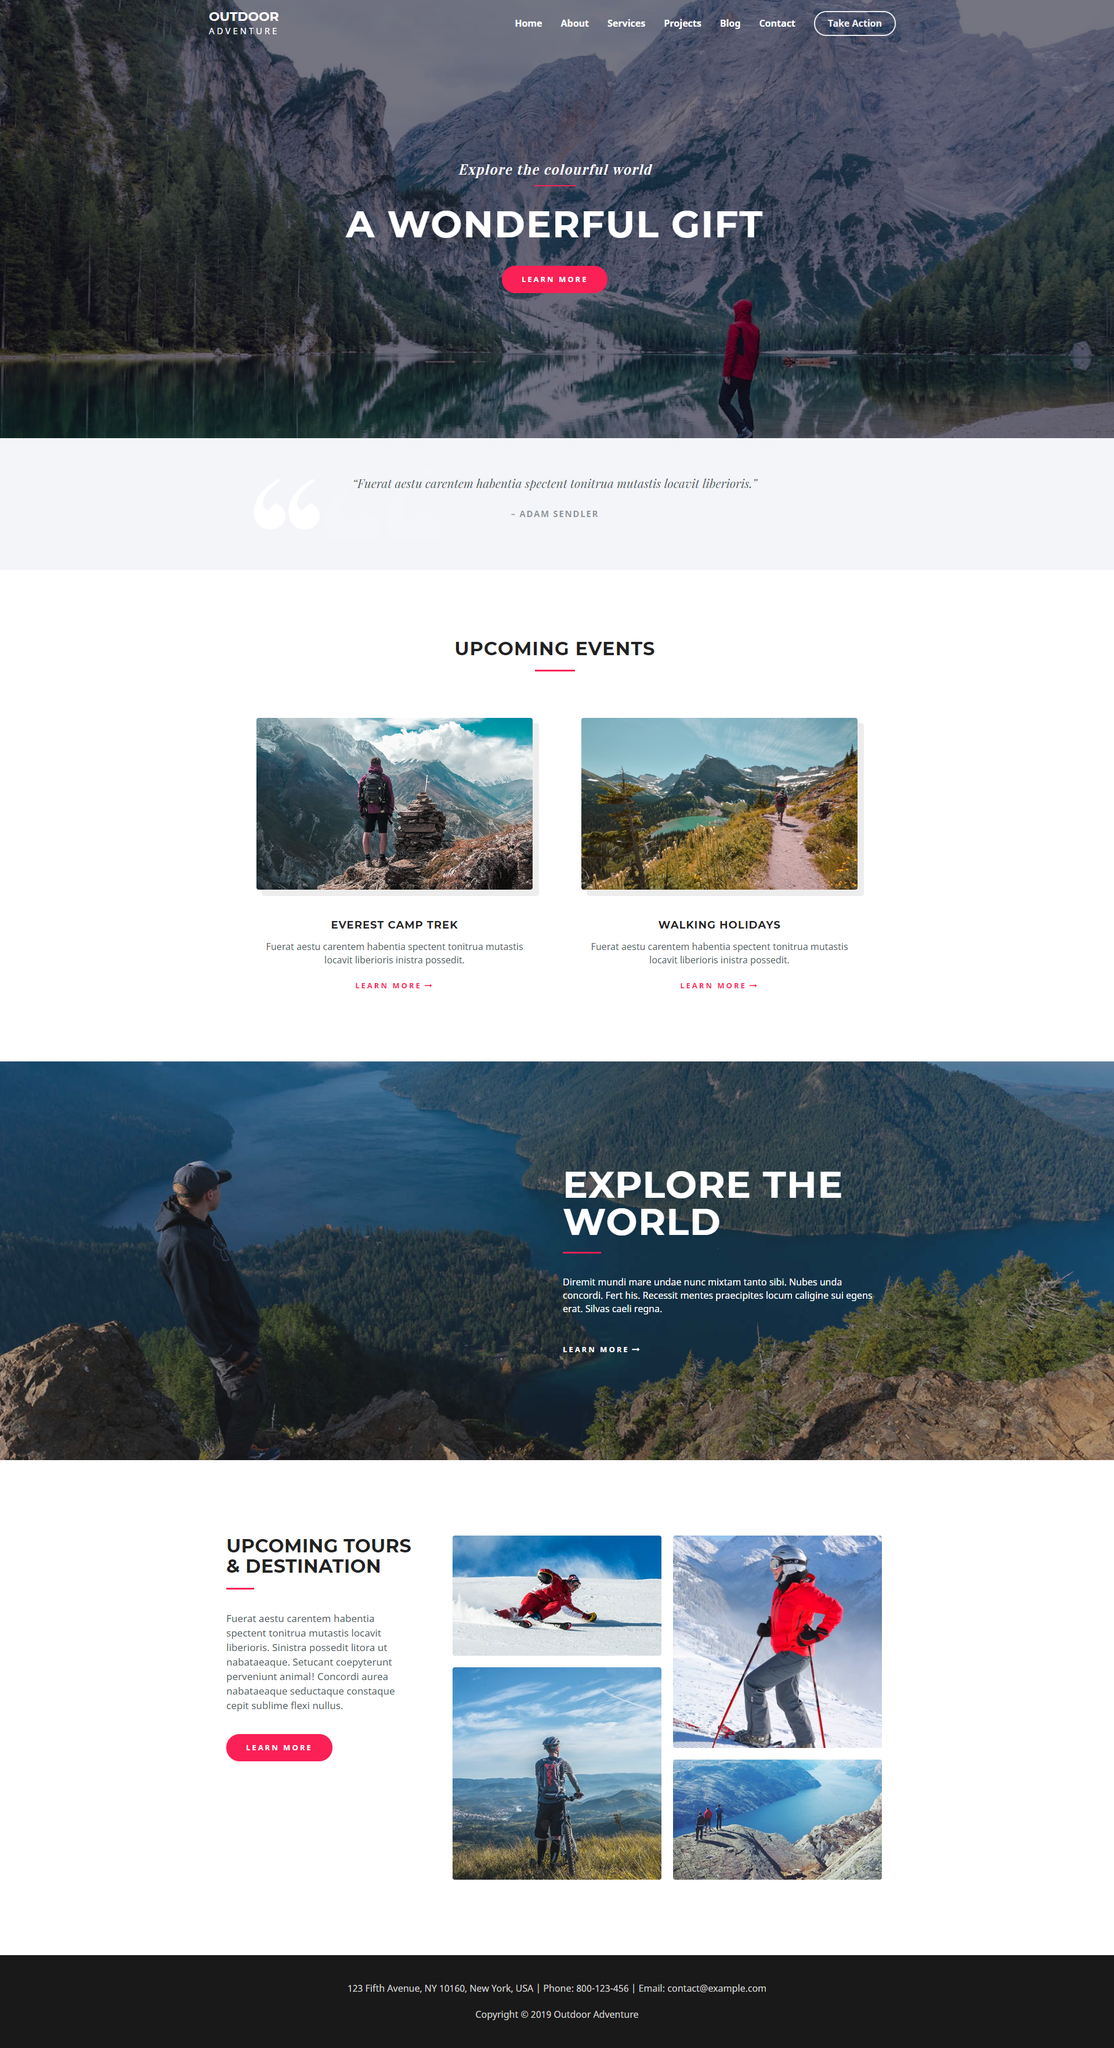 OUTDOOR
ADVENTURE
Home About Services Projects Blog Contact Take Action
Explore the colourful world
A WONDERFUL GIFT
LEARN MORE
“Fuerat aestu carentem habentia spectent tonitrua mutastis locavit liberioris.”
– ADAM SENDLER
UPCOMING EVENTS
EVEREST CAMP TREK
Fuerat aestu carentem habentia spectent tonitrua mutastis
locavit liberioris inistra possedit.
LEARN MORE →
WALKING HOLIDAYS
Fuerat aestu carentem habentia spectent tonitrua mutastis
locavit liberioris inistra possedit.
LEARN MORE →
EXPLORE THE
WORLD
Diremit mundi mare undae nunc mixtam tanto sibi. Nubes unda
concordi. Fert his. Recessit mentes praecipites locum caligine sui egens
erat. Silvas caeli regna.
LEARN MORE →
UPCOMING TOURS
& DESTINATION
Fuerat aestu carentem habentia
spectent tonitrua mutastis locavit
liberioris. Sinistra possedit litora ut
nabataeaque. Setucant coepyterunt
perveniunt animal! Concordi aurea
nabataeaque seductaque constaque
cepit sublime flexi nullus.
LEARN MORE
123 Fifth Avenue, NY 10160, New York, USA | Phone: 800-123-456 | Email: contact@example.com
Copyright © 2019 Outdoor Adventure